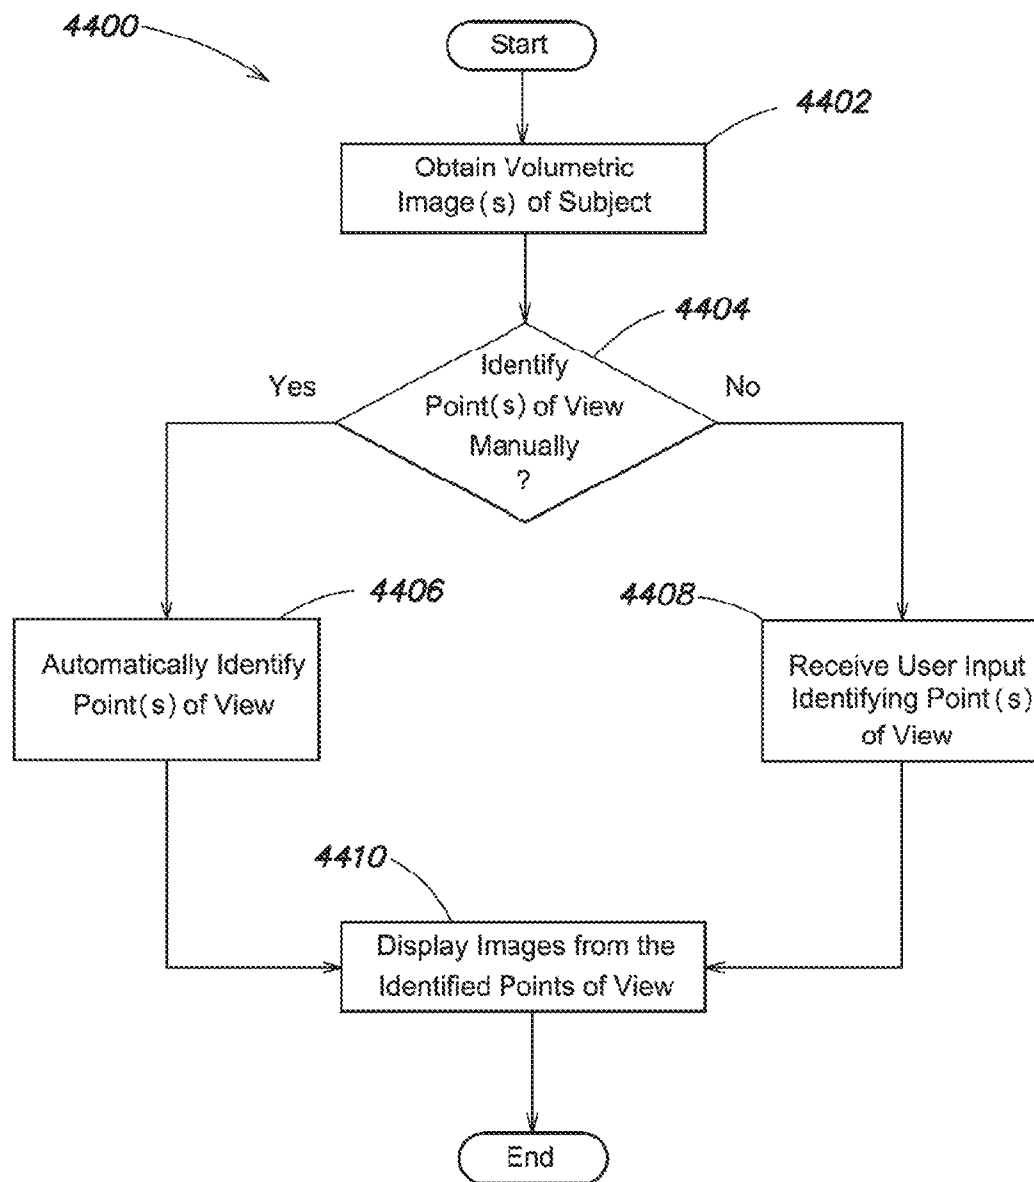 4400
Start
4402
Obtain Volumetric
Image(s) of Subject
4404
Identify
Point(s) of View
Manually
?
Yes
No
4406
Automatically Identify
Point(s) of View
4408
Receive User Input
Identifying Point(s)
of View
4410
Display Images from the
Identified Points of View
End